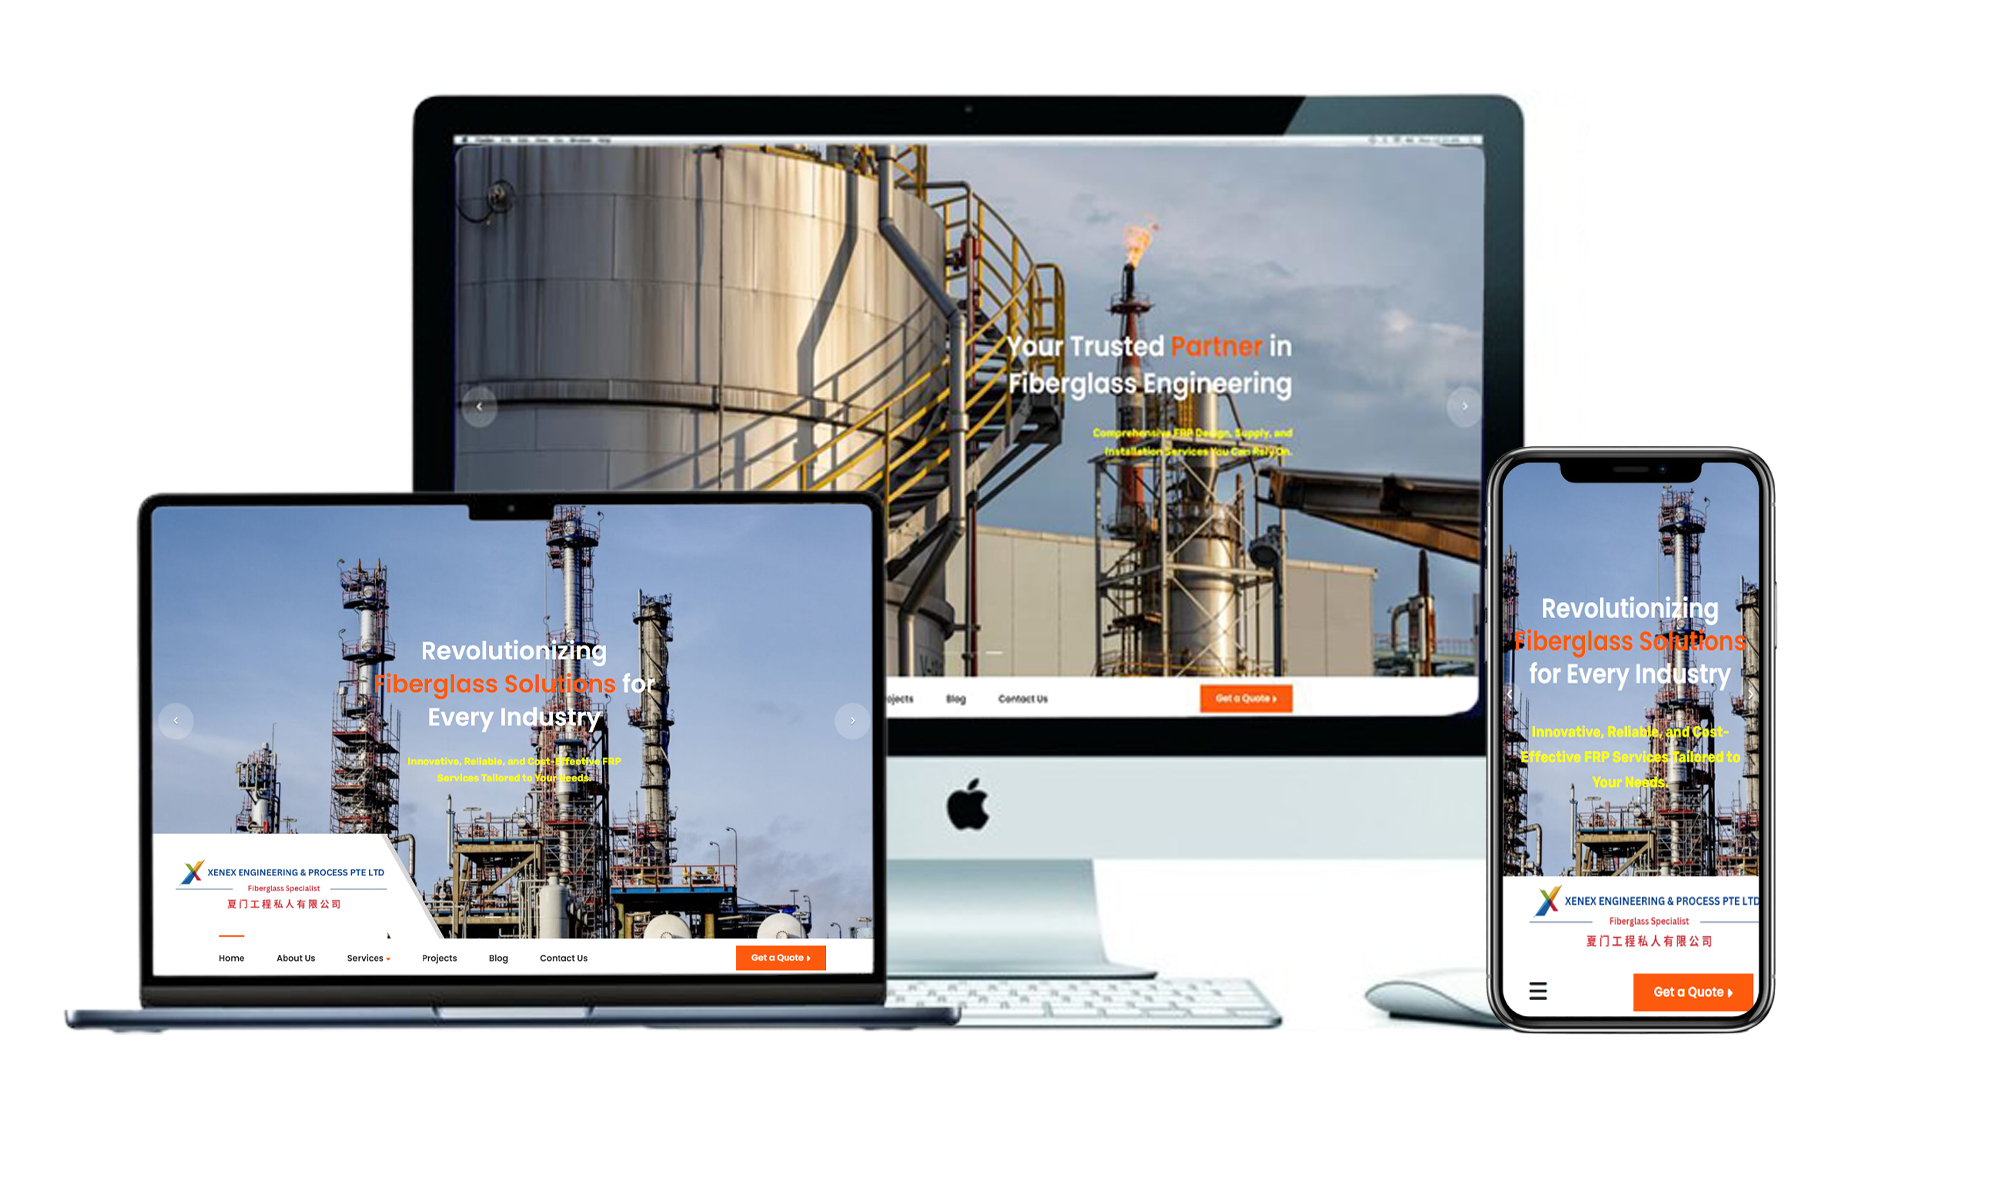 Your Trusted Partner in
Fiberglass Engineering
Comprehensive FRP Design, Supply, and
Installation Services You Can Rely On.
ojects Blog Contact Us Get a Quote
Revolutionizing
Fiberglass Solutions for
Every Industry
Innovative, Reliable, and Cost-Effective FRP
Services Tailored to Your Needs.
XENEX ENGINEERING & PROCESS PTE LTD
Fiberglass Specialist
夏门工程私人有限公司
Home About Us Services Projects Blog Contact Us Get a Quote
Revolutionizing
Fiberglass Solutions
for Every Industry
Innovative, Reliable, and Cost-
Effective FRP Services Tailored to
Your Needs.
XENEX ENGINEERING & PROCESS PTE LTD
Fiberglass Specialist
夏门工程私人有限公司
Get a Quote